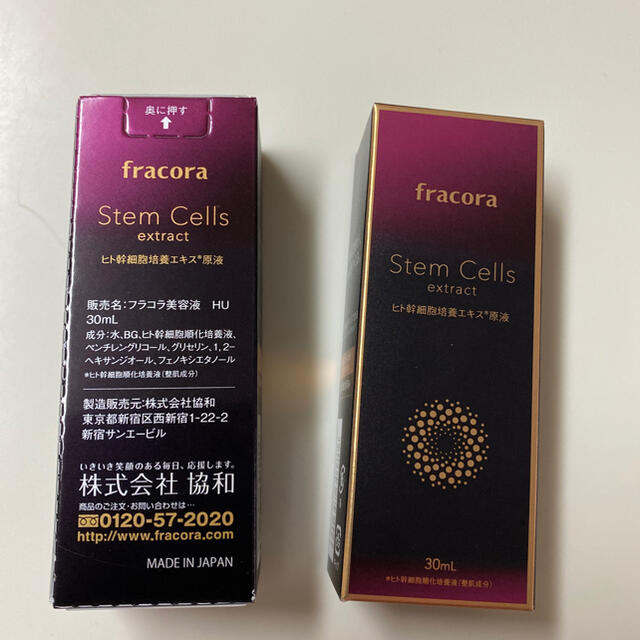 奥に押す
fracora
Stem Cells
extract
ヒト幹細胞培養エキス*原液
販売名:フラコラ美容液 HU
30mL
成分:水、BG、ヒト幹細胞順化培養液、
ペンチレングリコール、グリセリン、1,2-
ヘキサンジオール、フェノキシエタノール
*ヒト幹細胞順化培養液(整肌成分)
製造販売元:株式会社協和
東京都新宿区西新宿1-22-2
新宿サンエービル
いきいき笑顔のある毎日、応援します。
株式会社 協和
商品のご注文・お問い合わせは…
0120-57-2020
http://www.fracora.com
MADE IN JAPAN
fracora
Stem Cells
extract
ヒト幹細胞培養エキス*原液
30mL
*ヒト幹細胞順化培養液(整肌成分)